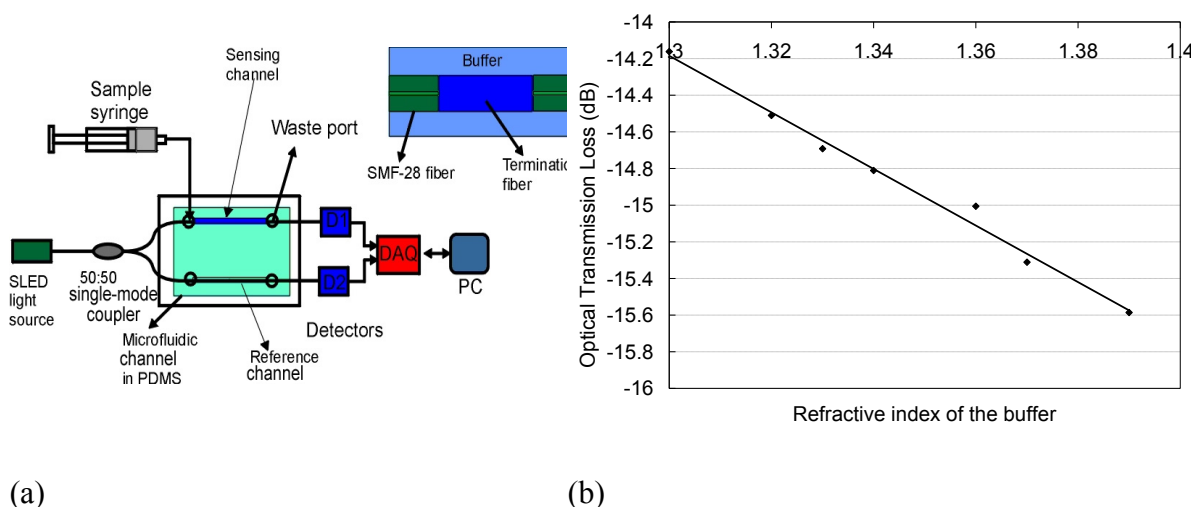 Sensing
channel
Sample
syringe
Waste port
Buffer
SMF-28 fiber
Terminatic
fiber
D1
D2
DAQ
PC
SLED
light
source
50:50
single-mode
coupler
Detectors
Microfluidic
channel
in PDMS
Reference
channel
(a)
-14
-14.2
-14.4
-14.6
-14.8
-15
-15.2
-15.4
-15.6
-15.8
-16
1.3
1.32
1.34
1.36
1.38
1.4
Optical Transmission Loss (dB)
Refractive index of the buffer
(b)